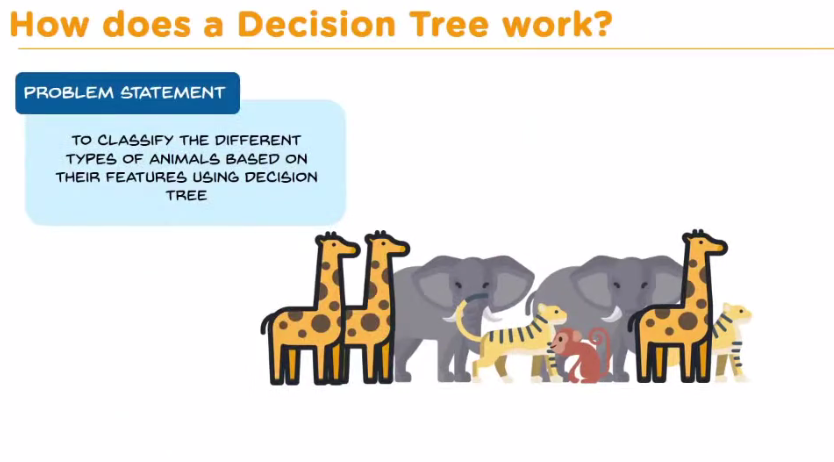 How does a Decision Tree work?
PROBLEM STATEMENT
TO CLASSIFY THE DIFFERENT
TYPES OF ANIMALS BASED ON
THEIR FEATURES USING DECISION
TREE